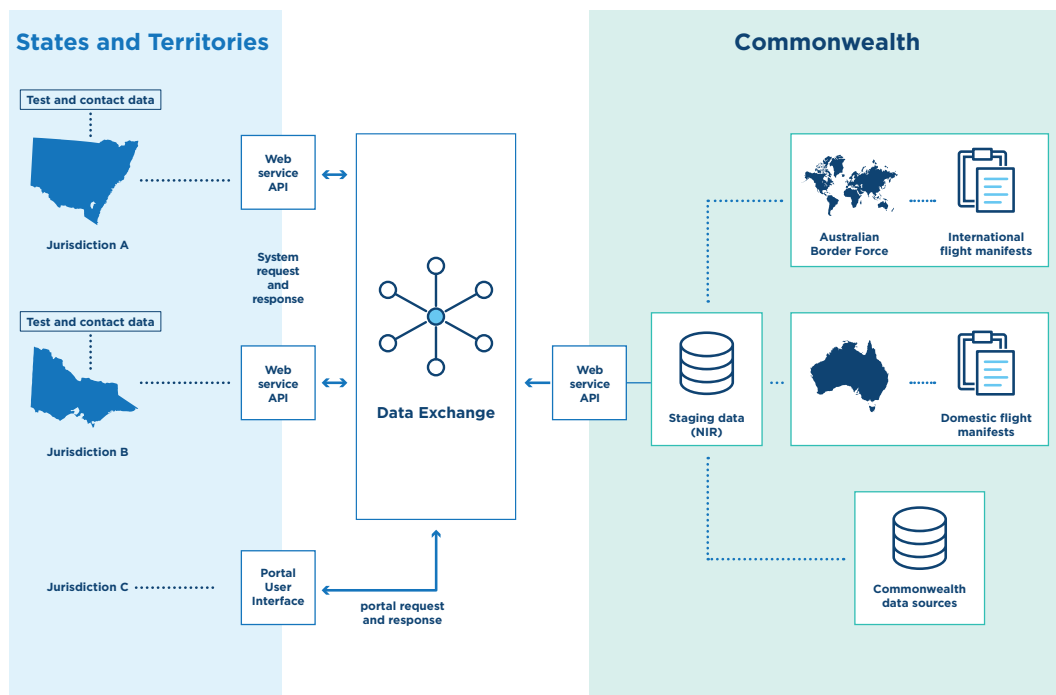 States and Territories
Commonwealth
Test and contact data
Jurisdiction A
Web
service
API
System
request
and
response
Test and contact data
Jurisdiction B
Web
service
API
Jurisdiction C
Portal
User
Interface
portal request
and response
Data Exchange
Web
service
API
Staging data
(NIR)
Australian
Border Force
International
flight manifests
Domestic flight
manifests
Commonwealth
data sources